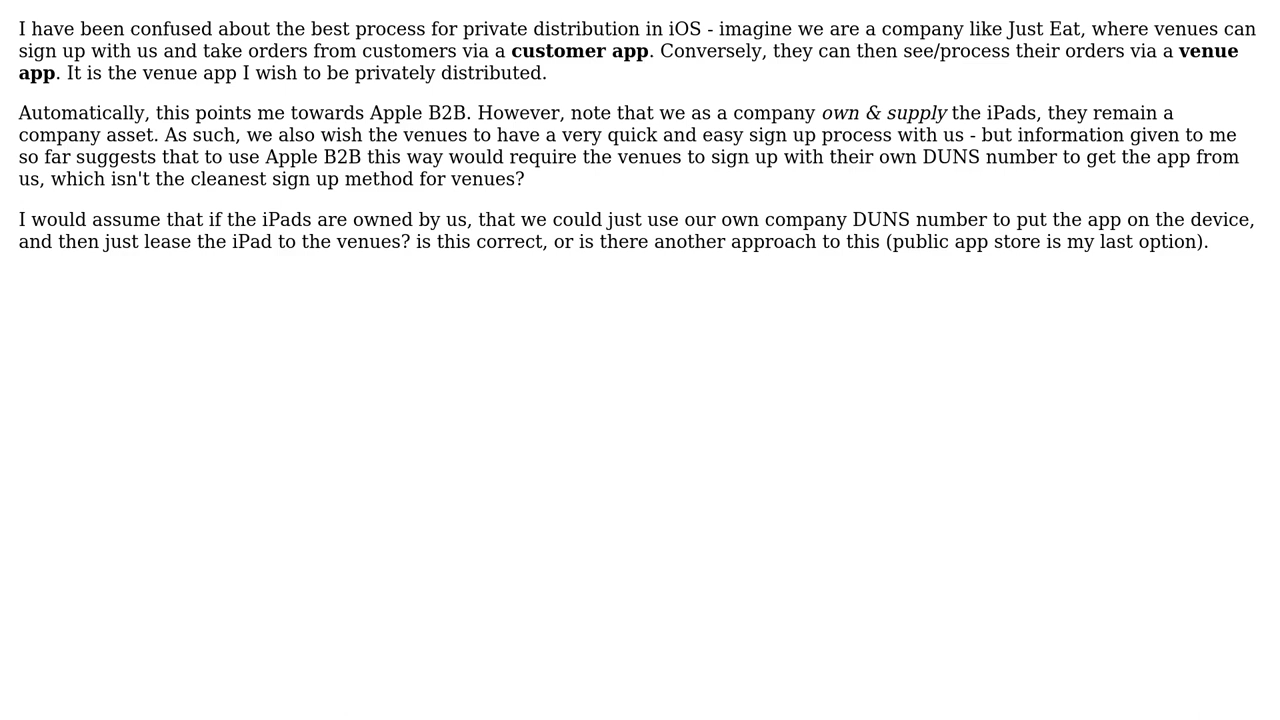 I have been confused about the best process for private distribution in iOS - imagine we are a company like Just Eat, where venues can
sign up with us and take orders from customers via a customer app. Conversely, they can then see/process their orders via a venue
app. It is the venue app I wish to be privately distributed.
Automatically, this points me towards Apple B2B. However, note that we as a company own & supply the iPads, they remain a
company asset. As such, we also wish the venues to have a very quick and easy sign up process with us - but information given to me
so far suggests that to use Apple B2B this way would require the venues to sign up with their own DUNS number to get the app from
us, which isn't the cleanest sign up method for venues?
I would assume that if the iPads are owned by us, that we could just use our own company DUNS number to put the app on the device,
and then just lease the iPad to the venues? is this correct, or is there another approach to this (public app store is my last option).